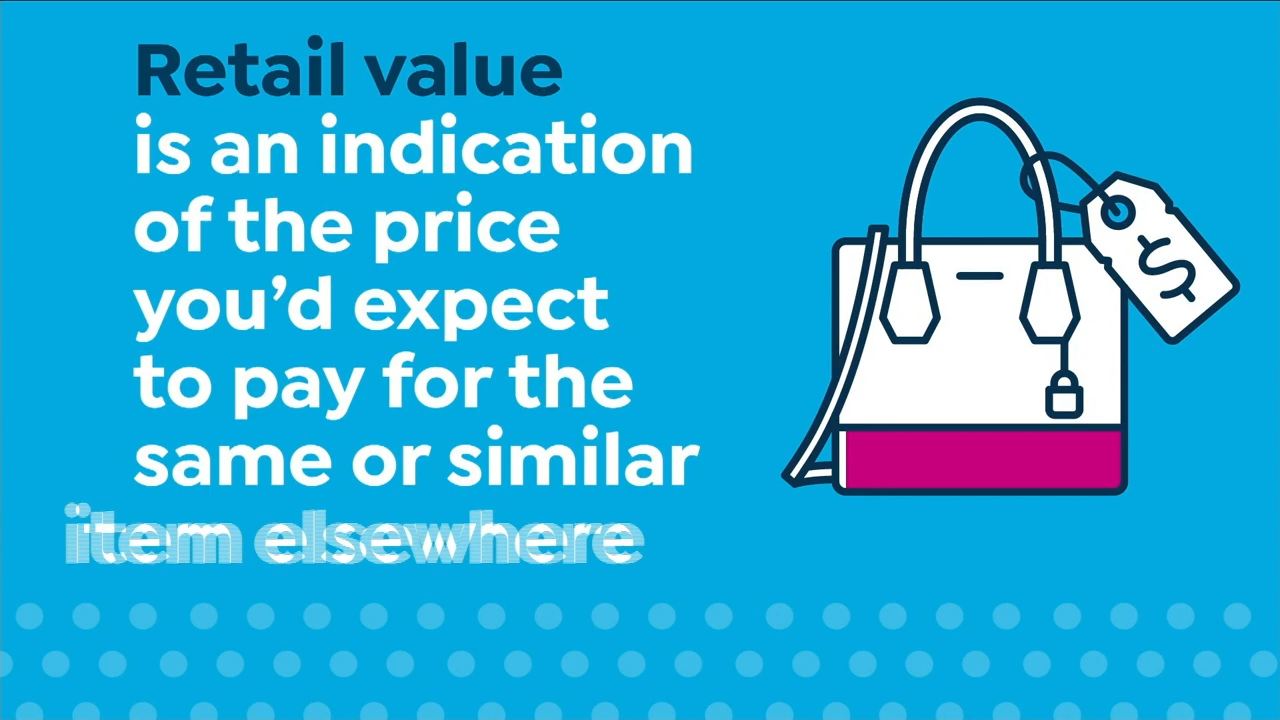 Retail value
is an indication
of the price
you’d expect
to pay for the
same or similar
item elsewhere
$